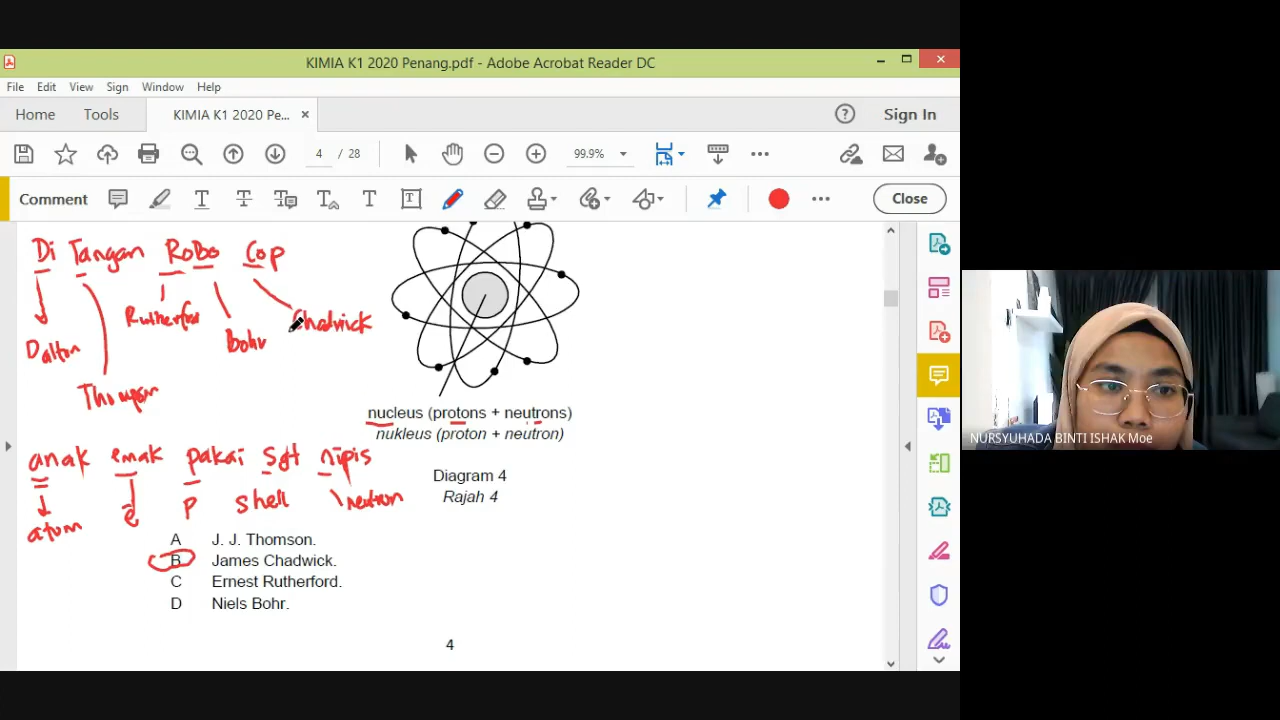 KIMIA K1 2020 Penang.pdf - Adobe Acrobat Reader DC
File Edit View Sign Window Help
Home Tools KIMIA K1 2020 Pe... × Sign In
4 / 28 99.9%
Comment Close
Di Tangan RoBo Cop
Rutherford
Chadwick
Bohr
Dalton
Thomson
nucleus (protons + neutrons)
nukleus (proton + neutron)
anak emak pakai sgt nipis
Diagram 4
Rajah 4
atom e p shell neutron
A J. J. Thomson.
B James Chadwick.
C Ernest Rutherford.
D Niels Bohr.
4
NURSYUHADA BINTI ISHAK Moe